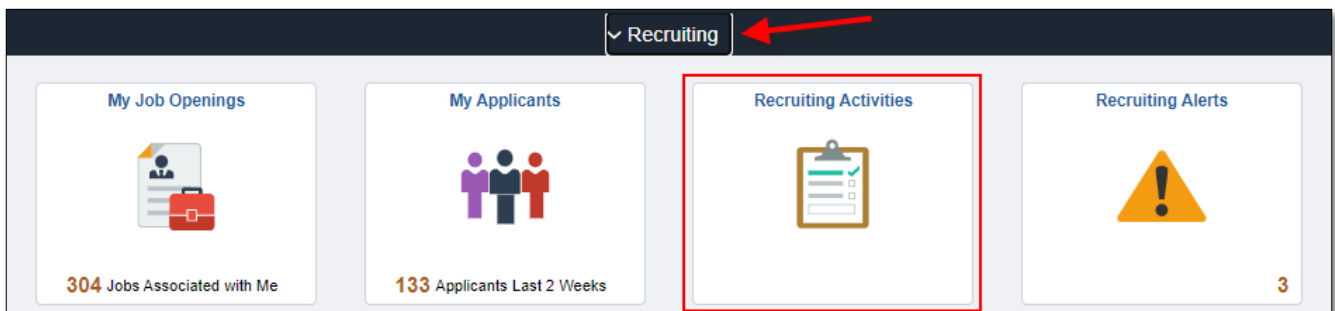 Recruiting
My Job Openings
304 Jobs Associated with Me
My Applicants
133 Applicants Last 2 Weeks
Recruiting Activities
Recruiting Alerts
3